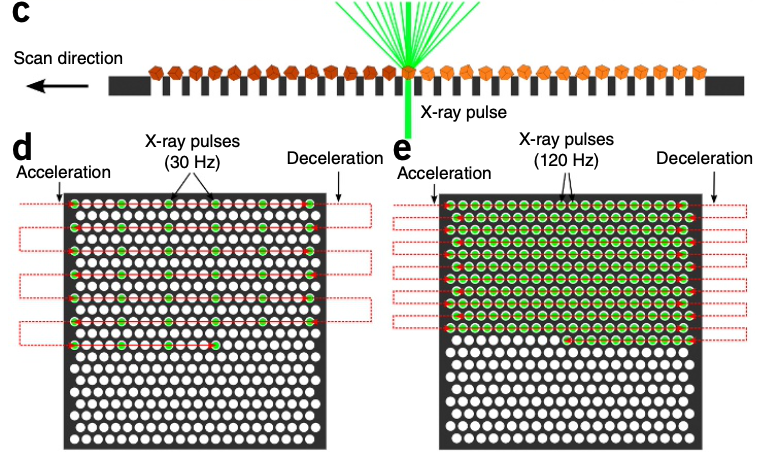 c
Scan direction
X-ray pulse
d
X-ray pulses
(30 Hz)
Acceleration
Deceleration
e
X-ray pulses
(120 Hz)
Acceleration
Deceleration